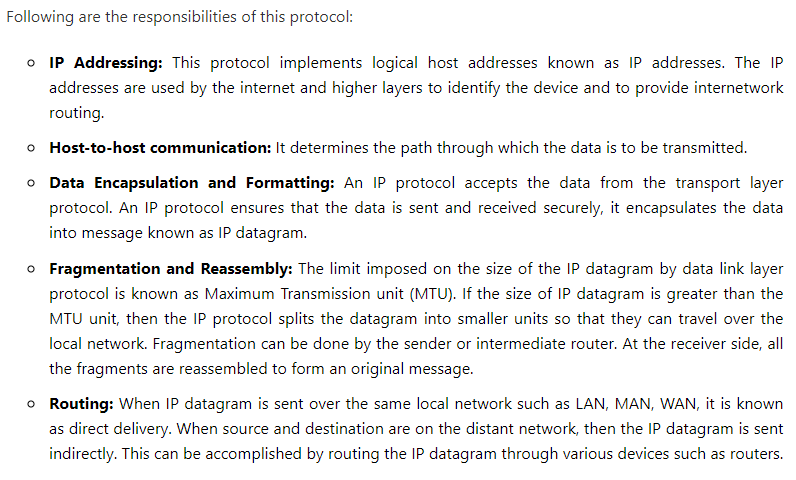 Following are the responsibilities of this protocol:
○ IP Addressing: This protocol implements logical host addresses known as IP addresses. The IP
addresses are used by the internet and higher layers to identify the device and to provide internetwork
routing.
○ Host-to-host communication: It determines the path through which the data is to be transmitted.
○ Data Encapsulation and Formatting: An IP protocol accepts the data from the transport layer
protocol. An IP protocol ensures that the data is sent and received securely, it encapsulates the data
into message known as IP datagram.
○ Fragmentation and Reassembly: The limit imposed on the size of the IP datagram by data link layer
protocol is known as Maximum Transmission unit (MTU). If the size of IP datagram is greater than the
MTU unit, then the IP protocol splits the datagram into smaller units so that they can travel over the
local network. Fragmentation can be done by the sender or intermediate router. At the receiver side, all
the fragments are reassembled to form an original message.
○ Routing: When IP datagram is sent over the same local network such as LAN, MAN, WAN, it is known
as direct delivery. When source and destination are on the distant network, then the IP datagram is sent
indirectly. This can be accomplished by routing the IP datagram through various devices such as routers.